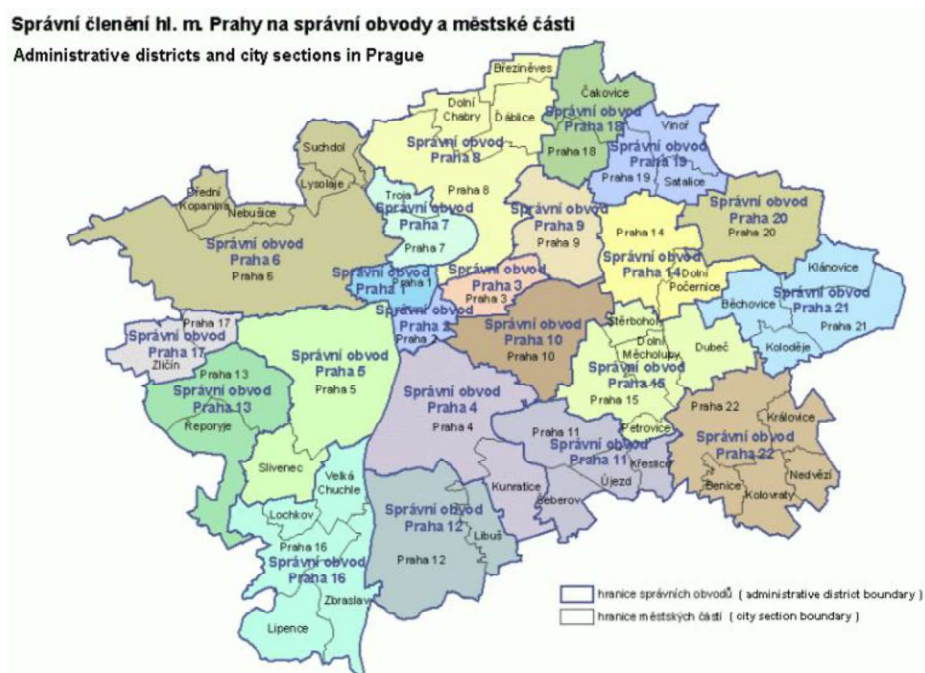 Správní členění hl. m. Prahy na správní obvody a městské části
Administrative districts and city sections in Prague
Březiněves
Čakovice
Dolní
Chabry
Ďáblice
Správní obvod
Praha 18
Vinoř
Suchdol
Správní obvod
Praha 8
Praha 18
Správní obvod
Praha 19
Lysolaje
Praha 19
Satalice
Přední
Kopanina
Nebušice
Troja
Praha 8
Správní obvod
Praha 7
Správní obvod
Praha 9
Správní obvod
Praha 20
Praha 7
Praha 9
Praha 14
Praha 20
Správní obvod
Praha 6
Praha 6
Správní obvod
Praha 14
Klánovice
Správní obvod
Praha 1
Praha 1
Správní obvod
Praha 3
Praha 3
Dolní
Počernice
Běchovice
Správní obvod
Praha 21
Praha 21
Praha 17
Správní obvod
Praha 17
Zličín
Správní obvod
Praha 2
Praha 2
Správní obvod
Praha 10
Praha 10
Štěrboholy
Dolní
Měcholupy
Dubeč
Koloděje
Praha 13
Správní obvod
Praha 5
Praha 5
Správní obvod
Praha 15
Praha 15
Správní obvod
Praha 13
Správní obvod
Praha 4
Praha 4
Praha 22
Královice
Řeporyje
Petrovice
Praha 11
Správní obvod
Praha 11
Správní obvod
Praha 22
Slivenec
Velká
Chuchle
Křeslice
Nedvězí
Kunratice
Šeberov
Újezd
Benice
Kolovraty
Lochkov
Správní obvod
Praha 12
Praha 16
Libuš
Praha 12
Správní obvod
Praha 16
Zbraslav
Lipence
hranice správních obvodů ( administrative district boundary )
hranice městských částí ( city section boundary )